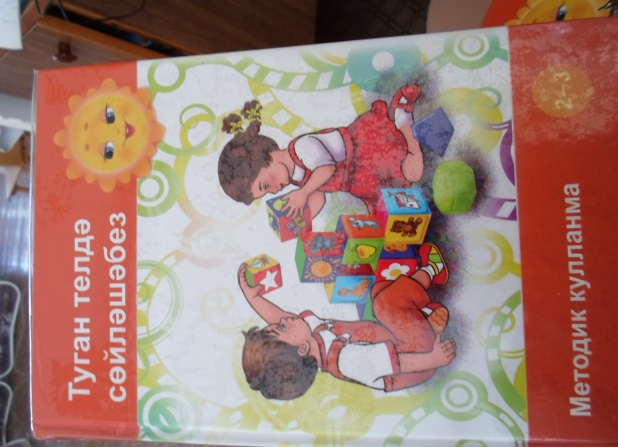 Туган телдә
сөйләшәбез
2-3
Методик кулланма